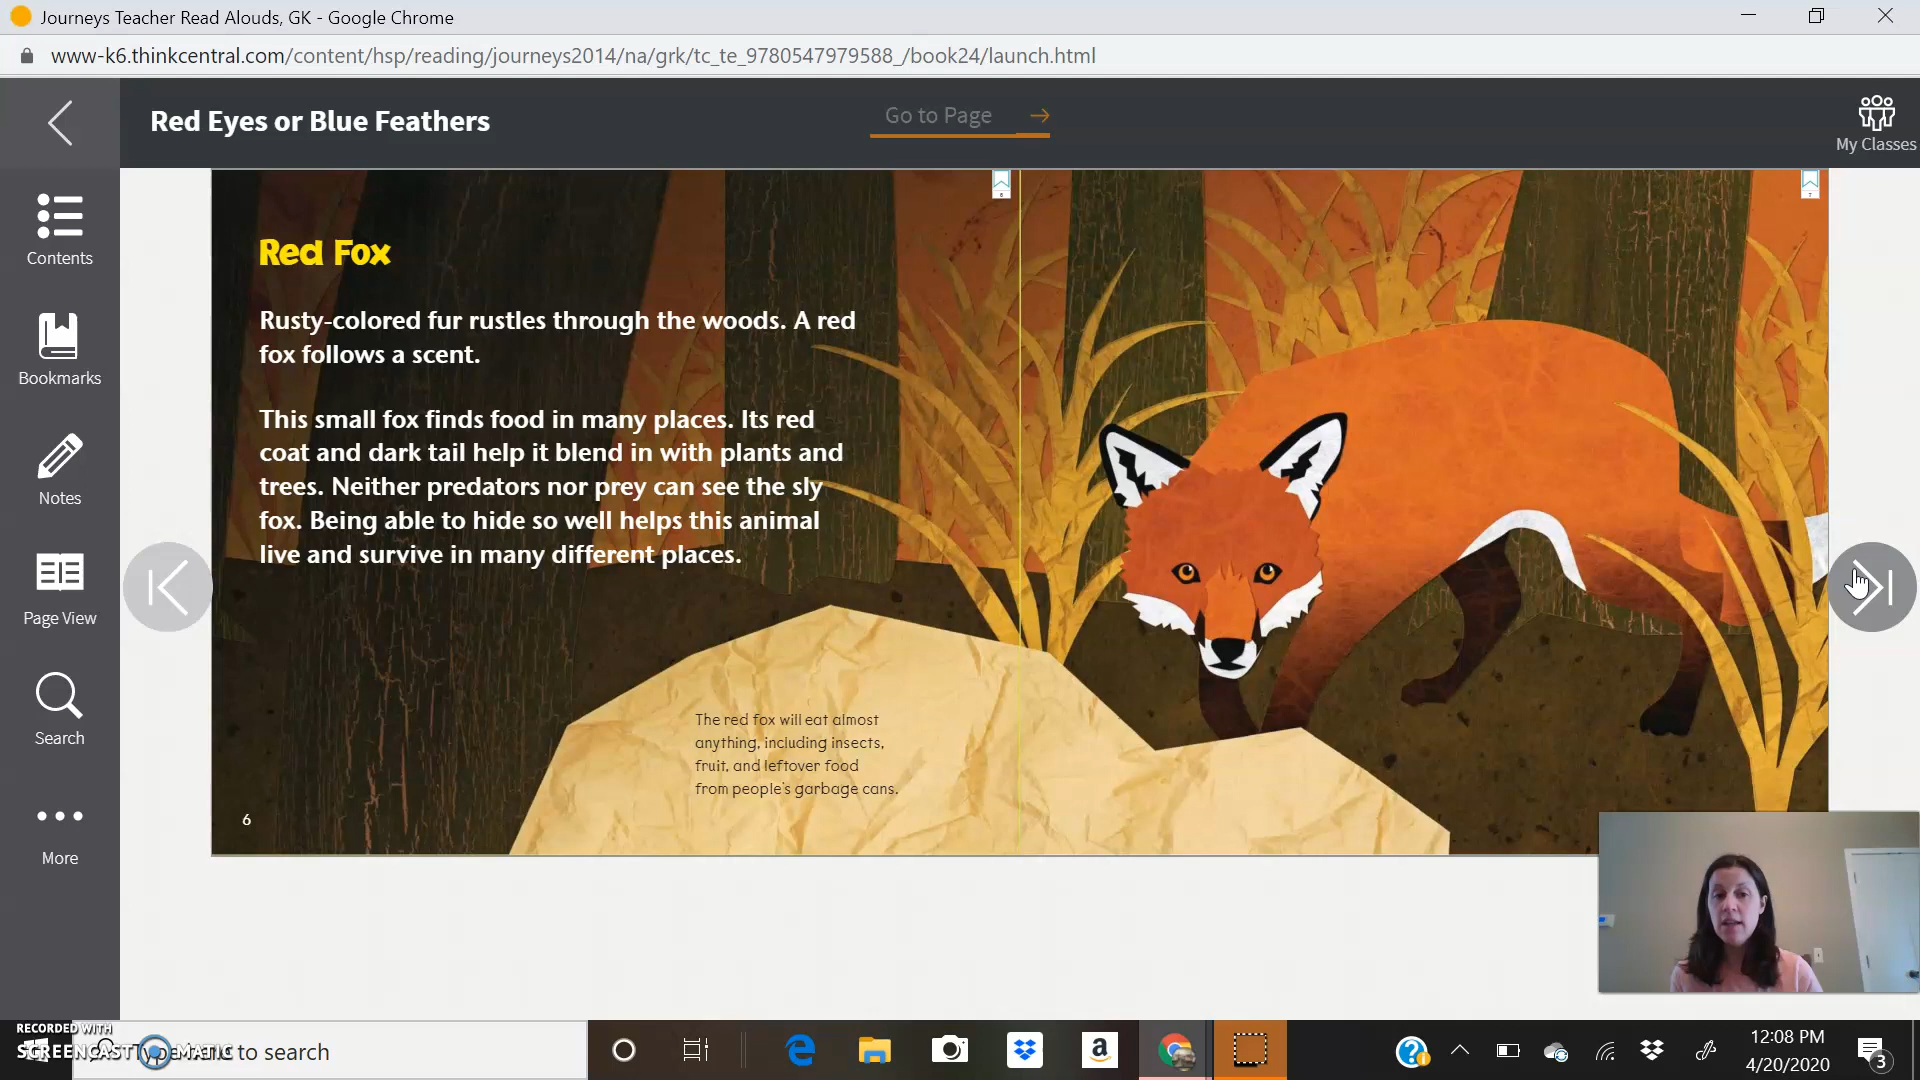 Journeys Teacher Read Alouds, GK - Google Chrome
www-k6.thinkcentral.com/content/hsp/reading/journeys2014/na/grk/tc_te_9780547979588_/book24/launch.html
Red Eyes or Blue Feathers
Go to Page
My Classes
Contents
Bookmarks
Notes
Page View
Search
More
Red Fox
Rusty-colored fur rustles through the woods. A red
fox follows a scent.
This small fox finds food in many places. Its red
coat and dark tail help it blend in with plants and
trees. Neither predators nor prey can see the sly
fox. Being able to hide so well helps this animal
live and survive in many different places.
The red fox will eat almost
anything, including insects,
fruit, and leftover food
from people's garbage cans.
6
RECORDED WITH
SCREENCAST MATIC
Type here to search
a
12:08 PM
4/20/2020
3